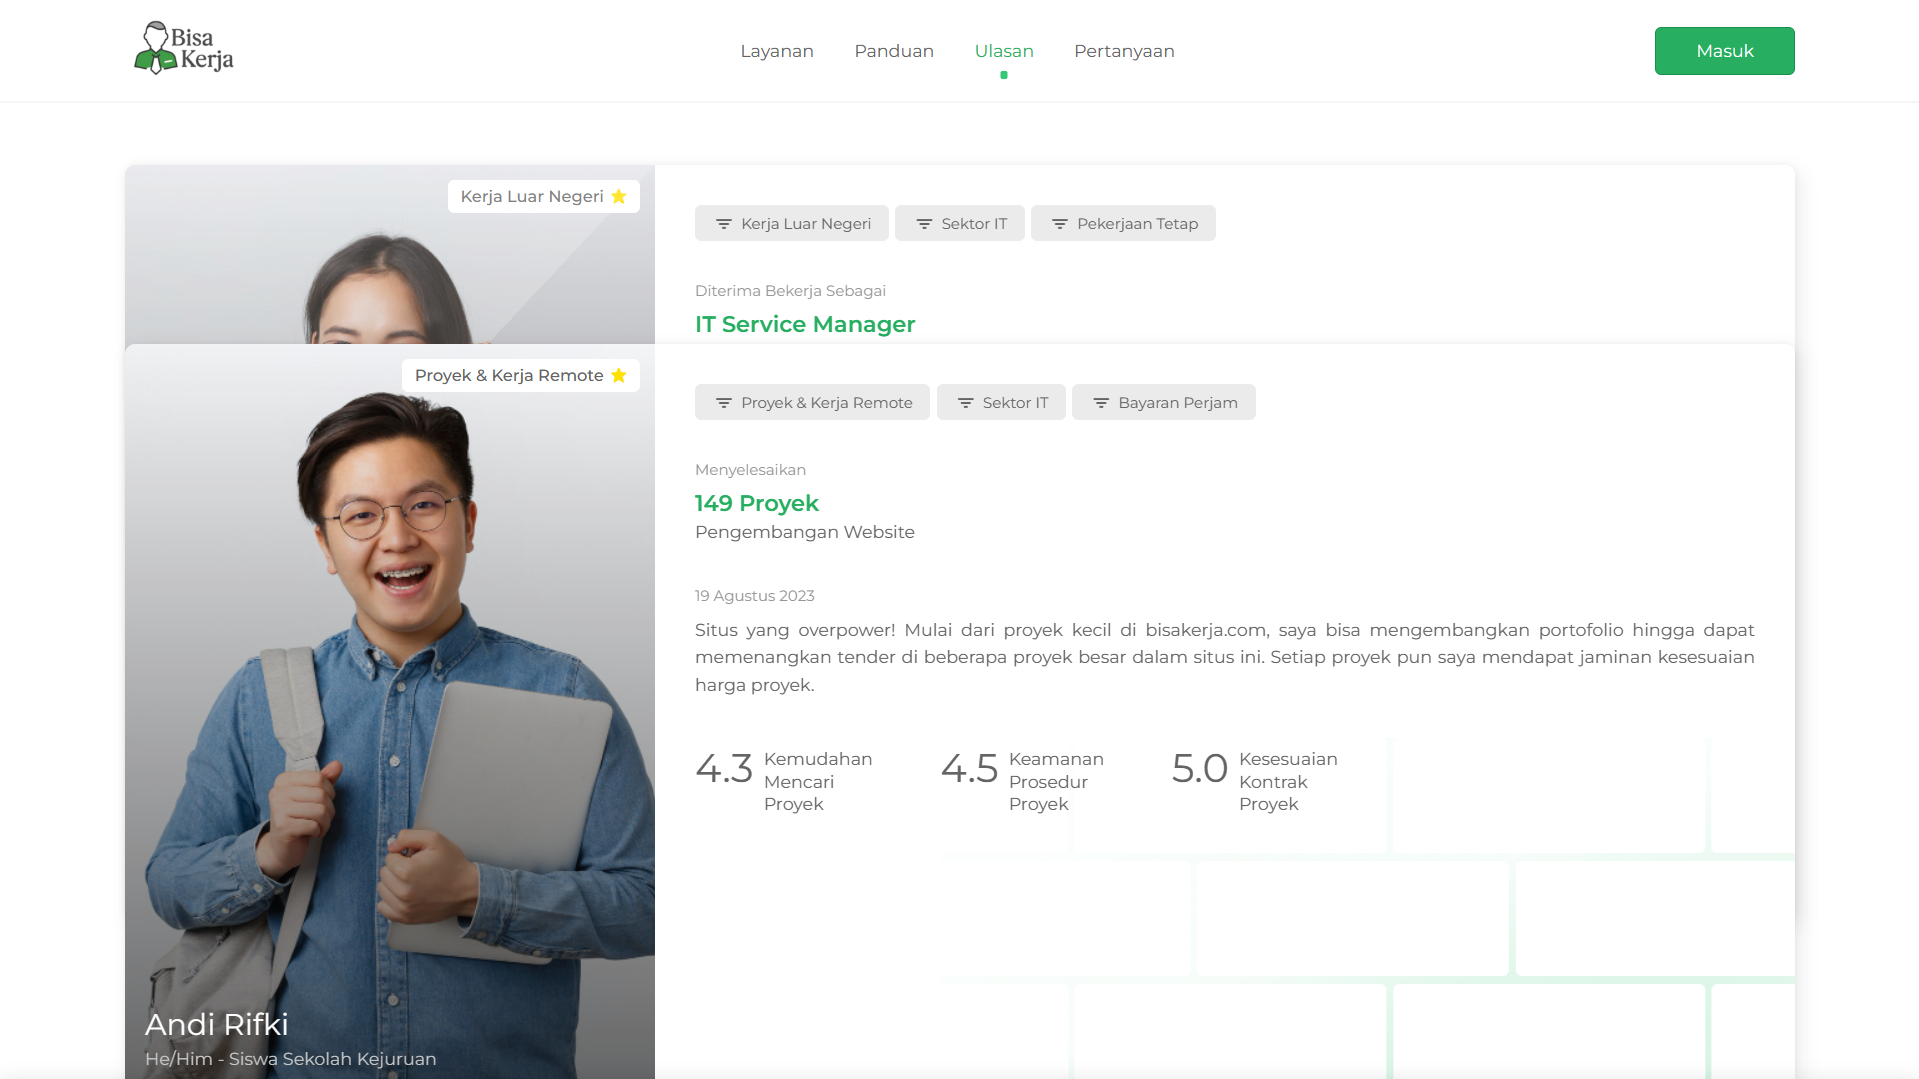 Bisa
Kerja
Layanan
Panduan
Ulasan
Pertanyaan
Masuk
Kerja Luar Negeri
Kerja Luar Negeri
Sektor IT
Pekerjaan Tetap
Diterima Bekerja Sebagai
IT Service Manager
Proyek & Kerja Remote
Proyek & Kerja Remote
Sektor IT
Bayaran Perjam
Menyelesaikan
149 Proyek
Pengembangan Website
19 Agustus 2023
Situs yang overpower! Mulai dari proyek kecil di bisakerja.com, saya bisa mengembangkan portofolio hingga dapat
memenangkan tender di beberapa proyek besar dalam situs ini. Setiap proyek pun saya mendapat jaminan kesesuaian
harga proyek.
4.3
Kemudahan
Mencari
Proyek
4.5
Keamanan
Prosedur
Proyek
5.0
Kesesuaian
Kontrak
Proyek
Andi Rifki
He/Him - Siswa Sekolah Kejuruan